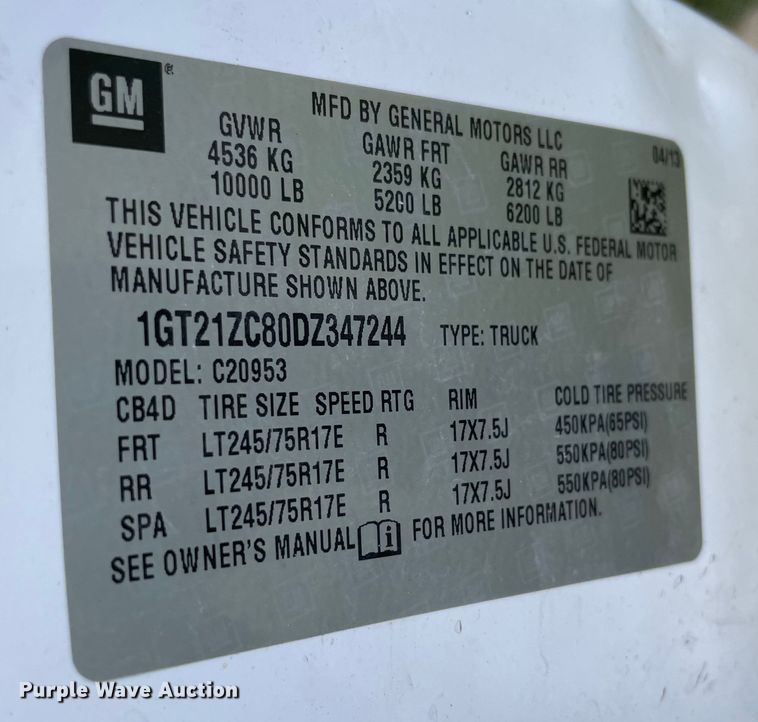 GM
MFD BY GENERAL MOTORS LLC
04/13
GVWR GAWR FRT GAWR RR
4536 KG 2359 KG 2812 KG
10000 LB 5200 LB 6200 LB
THIS VEHICLE CONFORMS TO ALL APPLICABLE U.S. FEDERAL MOTOR
VEHICLE SAFETY STANDARDS IN EFFECT ON THE DATE OF
MANUFACTURE SHOWN ABOVE.
1GT21ZC80DZ347244 TYPE: TRUCK
MODEL: C20953
CB4D TIRE SIZE SPEED RTG RIM COLD TIRE PRESSURE
FRT LT245/75R17E R 17X7.5J 450KPA(65PSI)
RR LT245/75R17E R 17X7.5J 550KPA(80PSI)
SPA LT245/75R17E R 17X7.5J 550KPA(80PSI)
SEE OWNER'S MANUAL i FOR MORE INFORMATION.
Purple Wave Auction